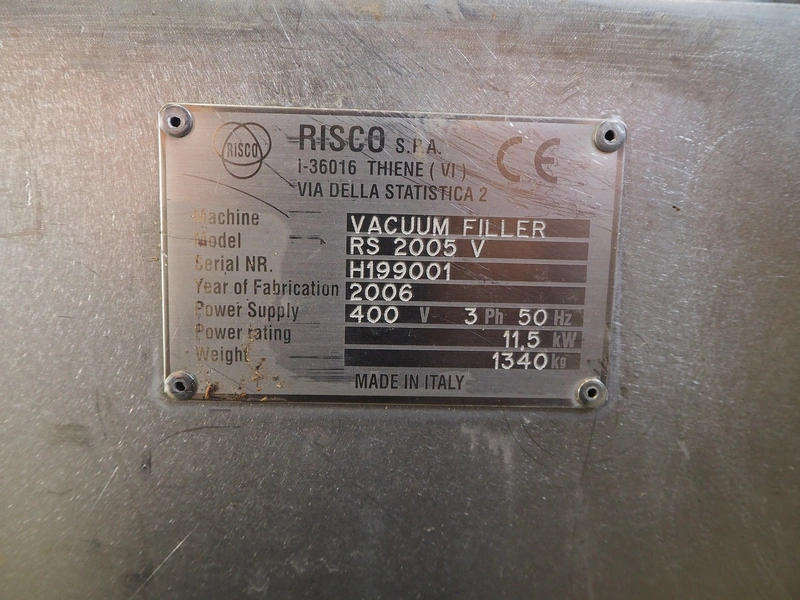 RISCO
RISCO S.P.A.
I-36016 THIENE ( VI )
VIA DELLA STATISTICA 2
CE
Machine VACUUM FILLER
Model RS 2005 V
Serial NR. H199001
Year of Fabrication 2006
Power Supply 400 V 3 Ph 50 Hz
Power rating 11,5 kW
Weight 1340 kg
MADE IN ITALY